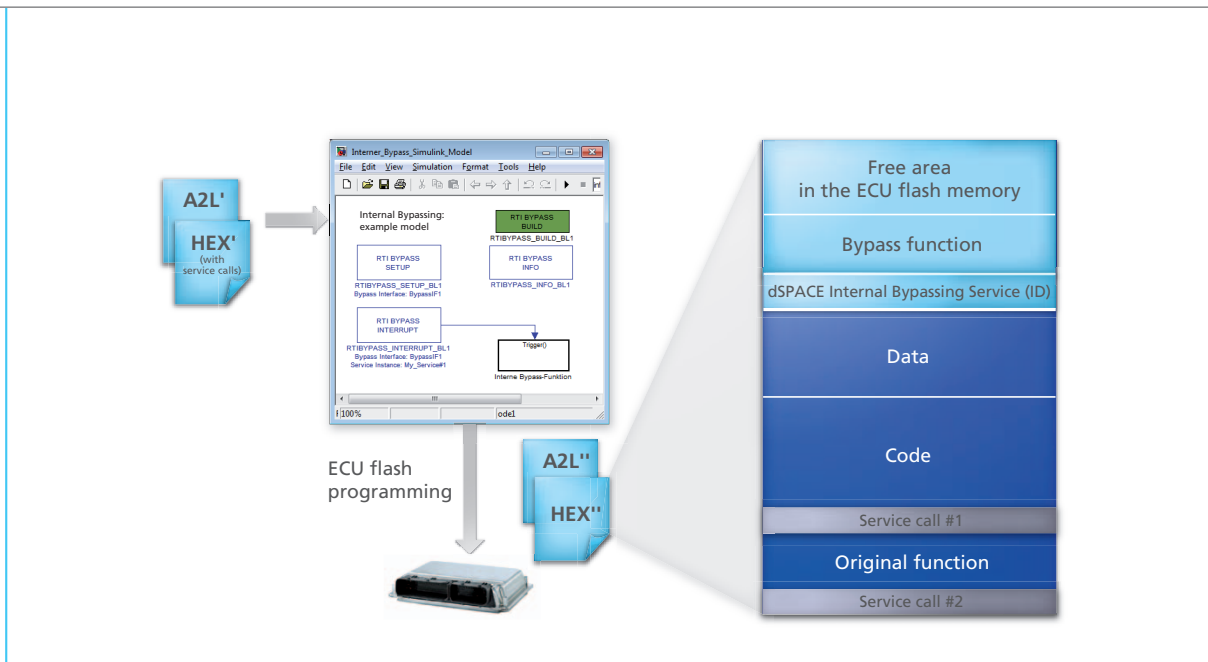 A2L'
HEX'
(with
service calls)
Interner_Bypass_Simulink_Model
File Edit View Simulation Format Tools Help
Internal Bypassing:
example model
RTI BYPASS
BUILD
RTIBYPASS_BUILD_BL1
RTI BYPASS
SETUP
RTIBYPASS_SETUP_BL1
Bypass Interface: BypassIF1
RTI BYPASS
INFO
RTIBYPASS_INFO_BL1
RTI BYPASS
INTERRUPT
RTIBYPASS_INTERRUPT_BL1
Bypass Interface: BypassIF1
Service Instance: My_Service#1
Trigger()
Interne Bypass-Funktion
100% ode1
ECU flash
programming
A2L''
HEX''
Free area
in the ECU flash memory
Bypass function
dSPACE Internal Bypassing Service (ID)
Data
Code
Service call #1
Original function
Service call #2